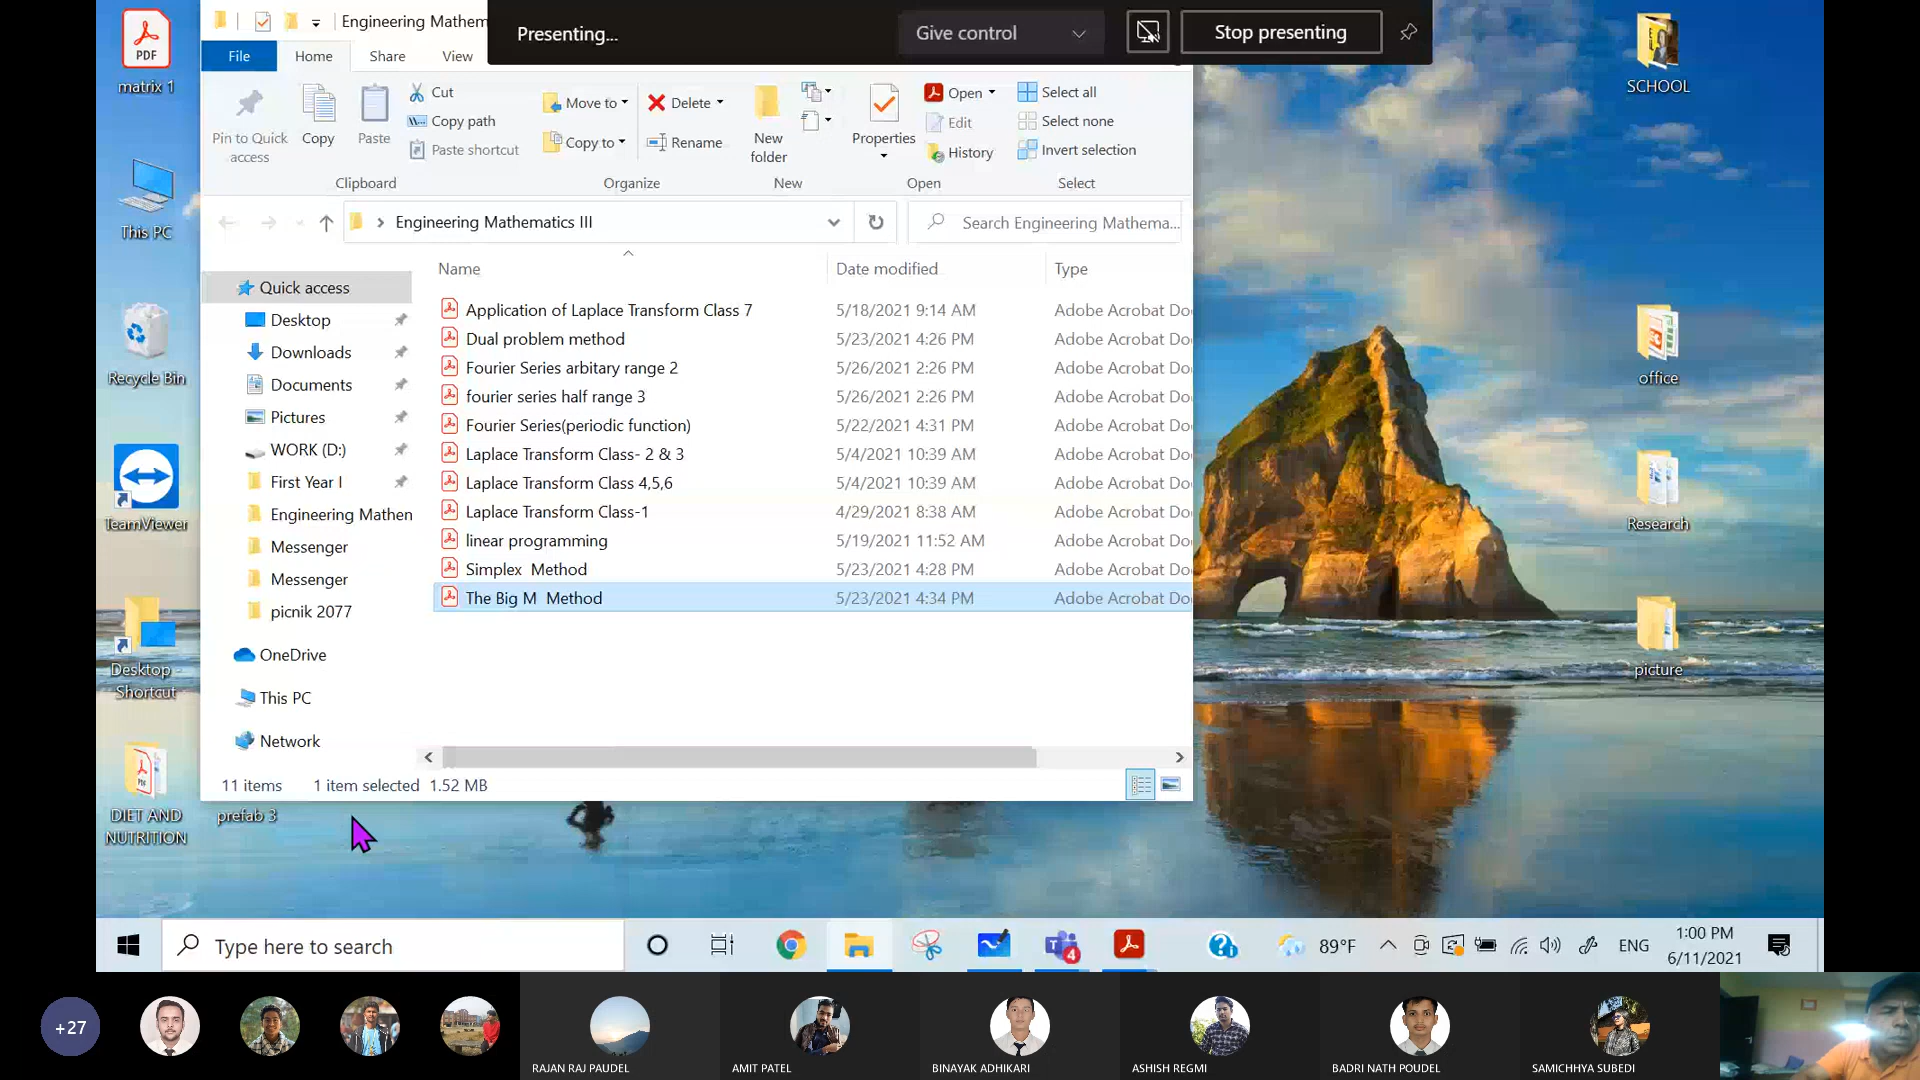 Engineering Mathem
Presenting...
Give control
Stop presenting
File
Home
Share
View
Pin to Quick access
Copy
Paste
Cut
Copy path
Paste shortcut
Clipboard
Move to
Copy to
Delete
Rename
Organize
New folder
New
Properties
Open
Edit
History
Open
Select all
Select none
Invert selection
Select
Engineering Mathematics III
Search Engineering Mathema...
Name Date modified Type
Application of Laplace Transform Class 7 5/18/2021 9:14 AM Adobe Acrobat Do
Dual problem method 5/23/2021 4:26 PM Adobe Acrobat Do
Fourier Series arbitary range 2 5/26/2021 2:26 PM Adobe Acrobat Do
fourier series half range 3 5/26/2021 2:26 PM Adobe Acrobat Do
Fourier Series(periodic function) 5/22/2021 4:31 PM Adobe Acrobat Do
Laplace Transform Class- 2 & 3 5/4/2021 10:39 AM Adobe Acrobat Do
Laplace Transform Class 4,5,6 5/4/2021 10:39 AM Adobe Acrobat Do
Laplace Transform Class-1 4/29/2021 8:38 AM Adobe Acrobat Do
linear programming 5/19/2021 11:52 AM Adobe Acrobat Do
Simplex  Method 5/23/2021 4:28 PM Adobe Acrobat Do
The Big M  Method 5/23/2021 4:34 PM Adobe Acrobat Do
Quick access
Desktop
Downloads
Documents
Pictures
WORK (D:)
First Year I
Engineering Mathen
Messenger
Messenger
picnik 2077
OneDrive
This PC
Network
11 items 1 item selected 1.52 MB
PDF
matrix 1
This PC
Recycle Bin
TeamViewer
Desktop - Shortcut
PDF
DIET AND
NUTRITION
prefab 3
SCHOOL
office
Research
picture
Type here to search
T
4
89°F
ENG
1:00 PM
6/11/2021
+27
RAJAN RAJ PAUDEL
AMIT PATEL
BINAYAK ADHIKARI
ASHISH REGMI
BADRI NATH POUDEL
SAMICHHYA SUBEDI